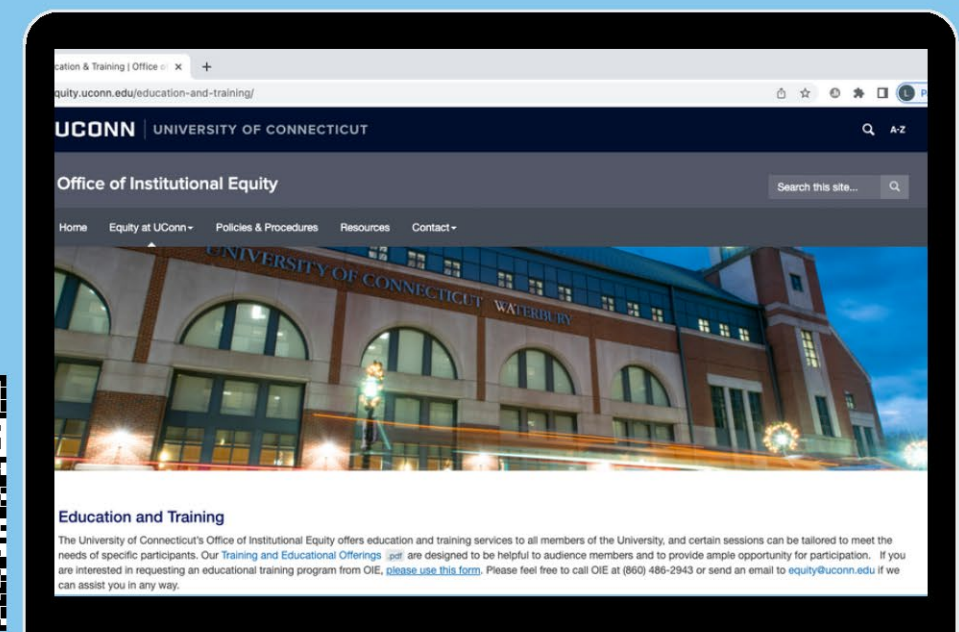 cation & Training | Office o
quity.uconn.edu/education-and-training/
UCONN | UNIVERSITY OF CONNECTICUT
A-Z
Office of Institutional Equity
Search this site...
Home Equity at UConn Policies & Procedures Resources Contact
UNIVERSITY OF CONNECTICUT WATERBURY
Education and Training
The University of Connecticut's Office of Institutional Equity offers education and training services to all members of the University, and certain sessions can be tailored to meet the
needs of specific participants. Our Training and Educational Offerings .pdf are designed to be helpful to audience members and to provide ample opportunity for participation. If you
are interested in requesting an educational training program from OIE, please use this form. Please feel free to call OIE at (860) 486-2943 or send an email to equity@uconn.edu if we
can assist you in any way.